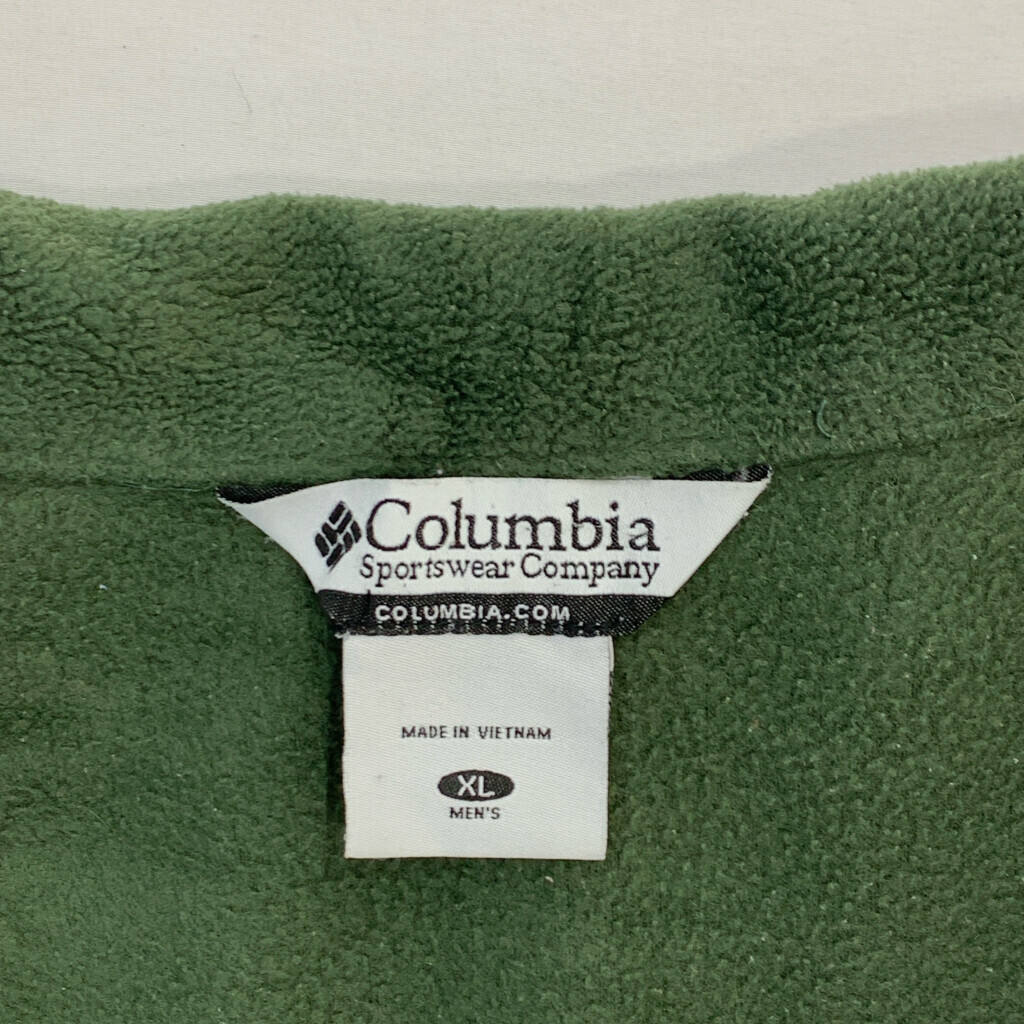 Columbia
Sportswear Company
COLUMBIA.COM
MADE IN VIETNAM
XL
MEN'S